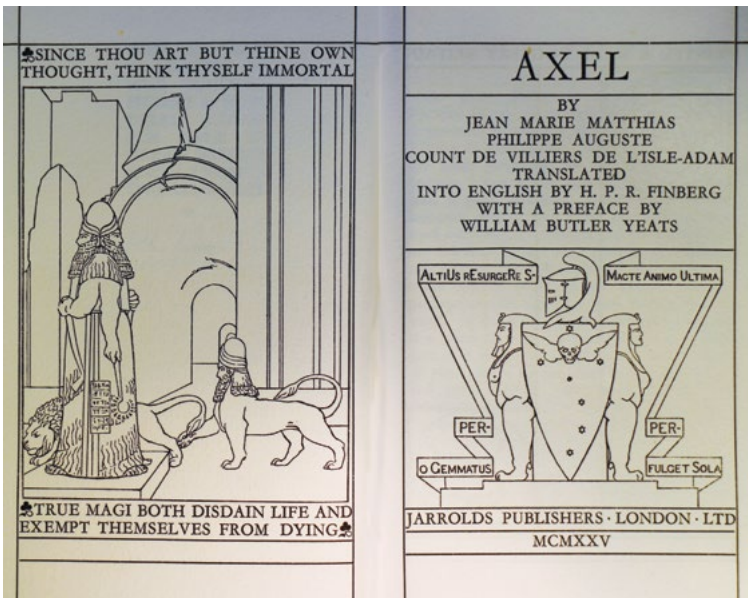 ♣SINCE THOU ART BUT THINE OWN
THOUGHT, THINK THYSELF IMMORTAL
♣TRUE MAGI BOTH DISDAIN LIFE AND
EXEMPT THEMSELVES FROM DYING♣
AXEL
BY
JEAN MARIE MATTHIAS
PHILIPPE AUGUSTE
COUNT DE VILLIERS DE L'ISLE-ADAM
TRANSLATED
INTO ENGLISH BY H. P. R. FINBERG
WITH A PREFACE BY
WILLIAM BUTLER YEATS
ALTIUS RESURGERE S-
MACTE ANIMO ULTIMA
PER-
PER-
O GEMMATUS
FULGET SOLA
JARROLDS PUBLISHERS · LONDON · LTD
MCMXXV